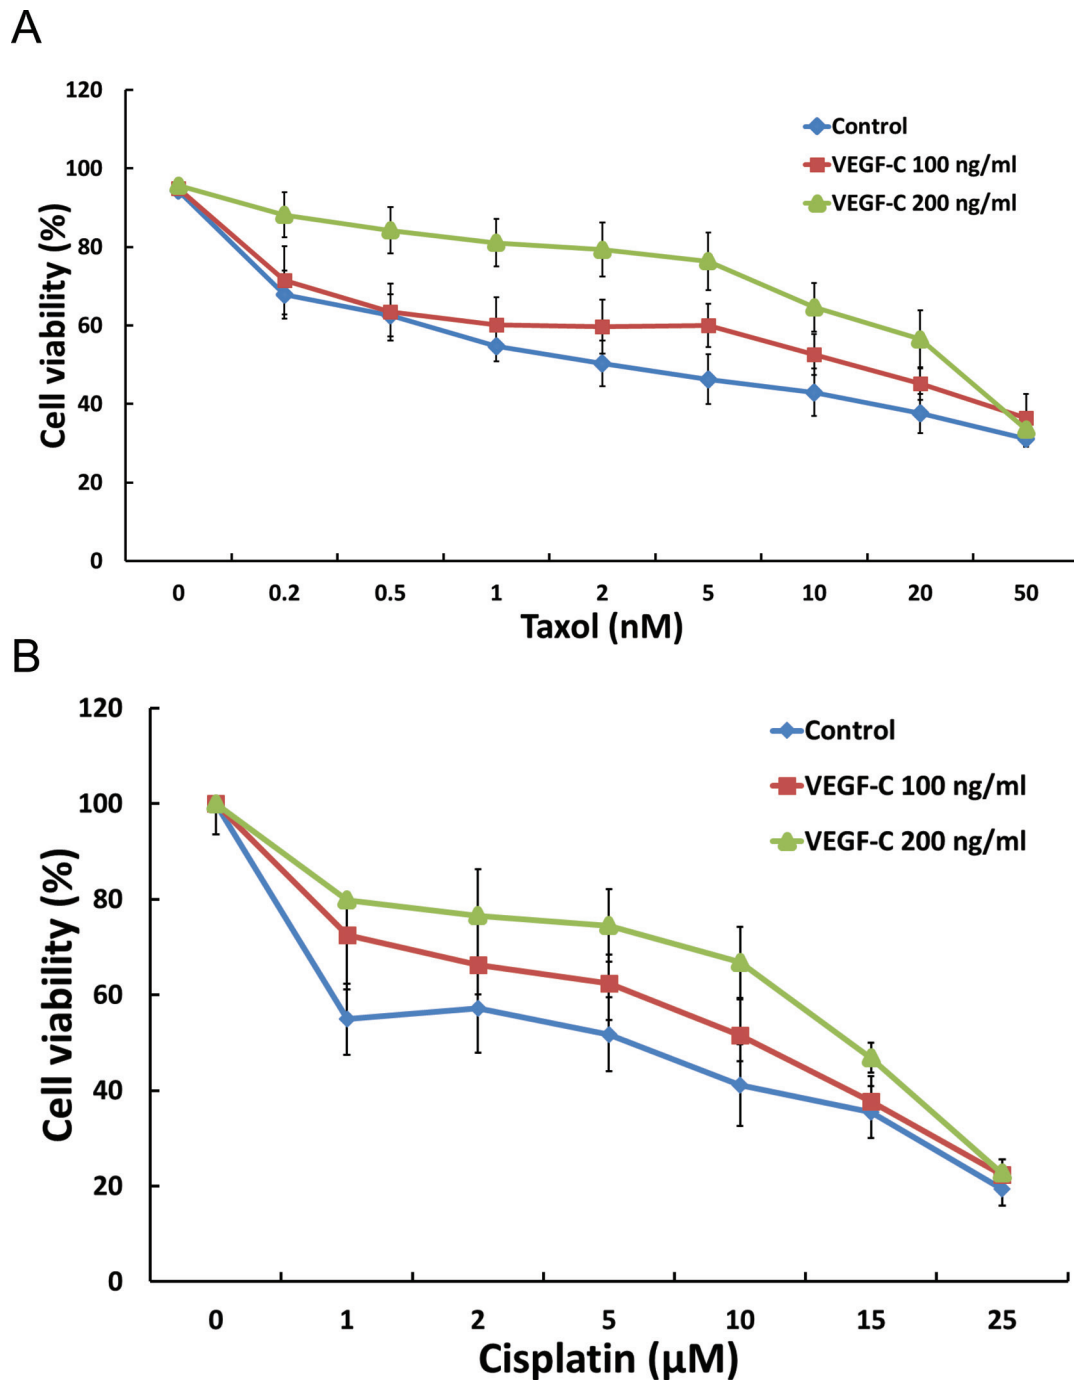 A
120
100
80
60
40
20
0
Cell viability (%)
Control
VEGF-C 100 ng/ml
VEGF-C 200 ng/ml
0 0.2 0.5 1 2 5 10 20 50
Taxol (nM)
B
120
100
80
60
40
20
0
Cell viability (%)
Control
VEGF-C 100 ng/ml
VEGF-C 200 ng/ml
0 1 2 5 10 15 25
Cisplatin (μM)